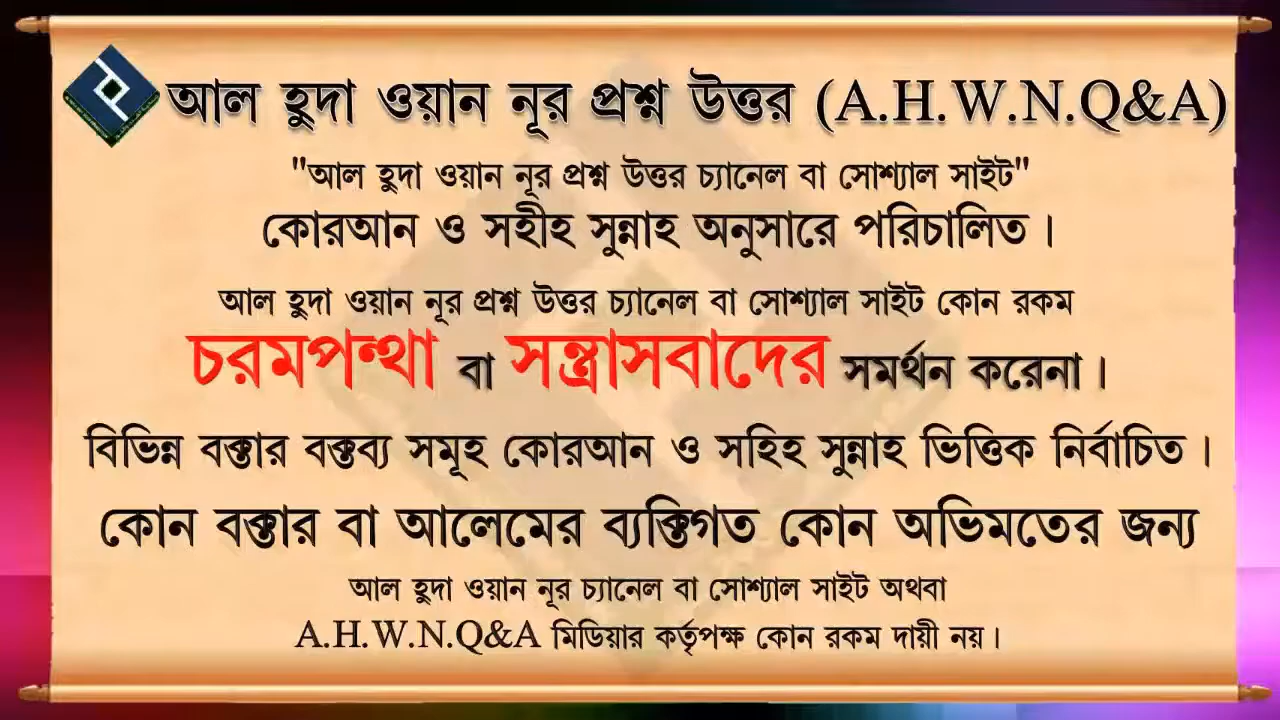 আল হুদা ওয়ান নূর প্রশ্ন উত্তর (A.H.W.N.Q&A)
"আল হুদা ওয়ান নূর প্রশ্ন উত্তর চ্যানেল বা সোশ্যাল সাইট"
কোরআন ও সহীহ সুন্নাহ অনুসারে পরিচালিত।
আল হুদা ওয়ান নূর প্রশ্ন উত্তর চ্যানেল বা সোশ্যাল সাইট কোন রকম
চরমপন্থা বা সন্ত্রাসবাদের সমর্থন করেনা।
বিভিন্ন বক্তার বক্তব্য সমূহ কোরআন ও সহিহ সুন্নাহ ভিত্তিক নির্বাচিত।
কোন বক্তার বা আলেমের ব্যক্তিগত কোন অভিমতের জন্য
আল হুদা ওয়ান নূর চ্যানেল বা সোশ্যাল সাইট অথবা
A.H.W.N.Q&A মিডিয়ার কর্তৃপক্ষ কোন রকম দায়ী নয়।